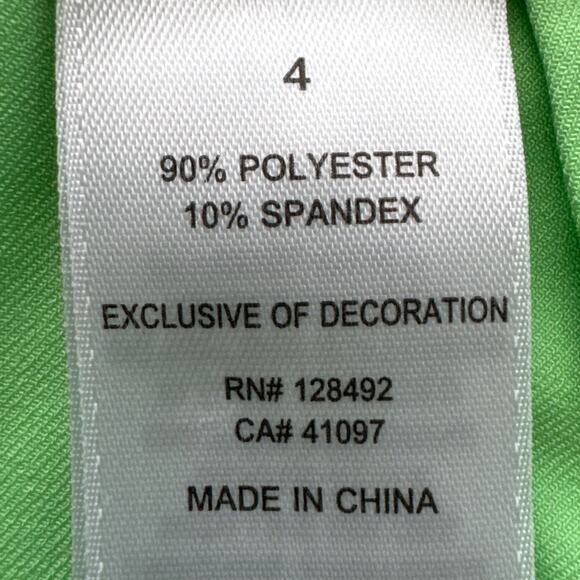 4
90% POLYESTER
10% SPANDEX
EXCLUSIVE OF DECORATION
RN# 128492
CA# 41097
MADE IN CHINA